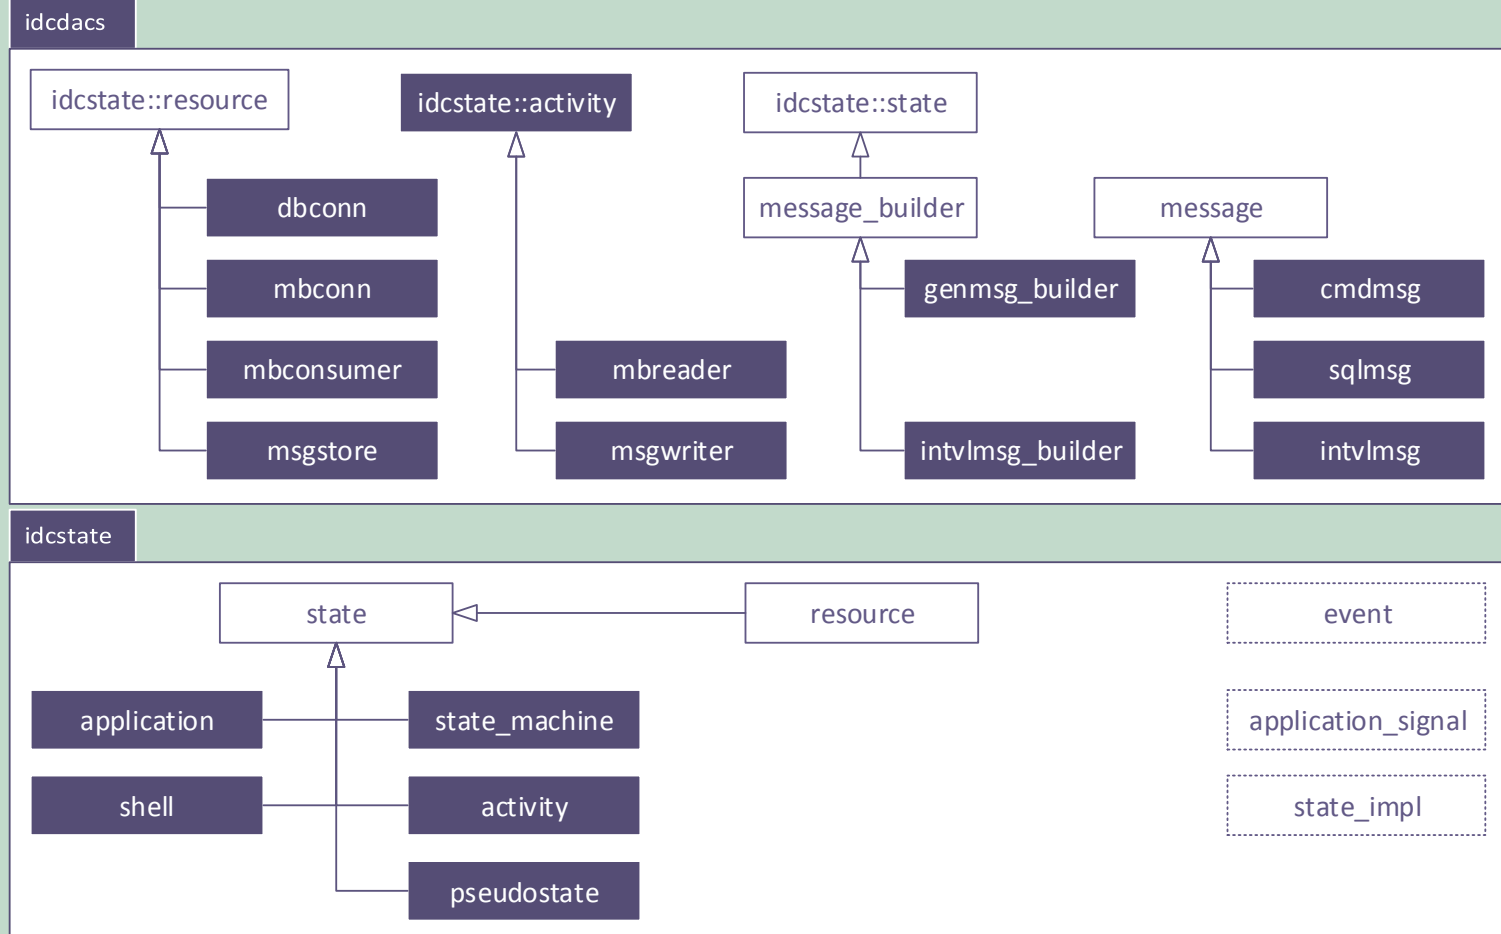 idcdacs
idcstate::resource
idcstate::activity
idcstate::state
dbconn
message_builder
message
mbconn
genmsg_builder
cmdmsg
mbconsumer
mbreader
sqlmsg
msgstore
msgwriter
intvlmsg_builder
intvlmsg
idcstate
state
resource
event
application
state_machine
application_signal
shell
activity
state_impl
pseudostate